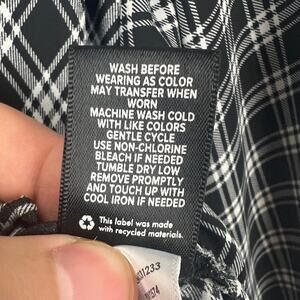 WASH BEFORE
WEARING AS COLOR
MAY TRANSFER WHEN
WORN
MACHINE WASH COLD
WITH LIKE COLORS
GENTLE CYCLE
USE NON-CHLORINE
BLEACH IF NEEDED
TUMBLE DRY LOW
REMOVE PROMPTLY
AND TOUCH UP WITH
COOL IRON IF NEEDED
This label was made
with recycled materials.